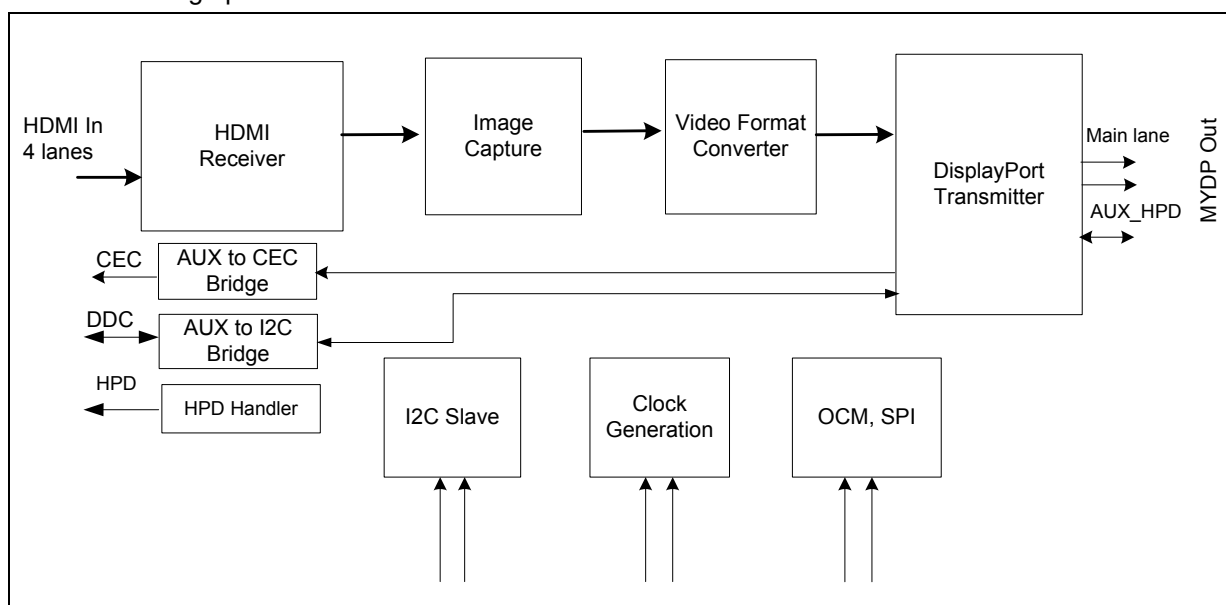 HDMI In
4 lanes
HDMI
Receiver
Image
Capture
Video Format
Converter
DisplayPort
Transmitter
Main lane
AUX_HPD
MYDP Out
CEC
AUX to CEC
Bridge
DDC
AUX to I2C
Bridge
HPD
HPD Handler
I2C Slave
Clock
Generation
OCM, SPI